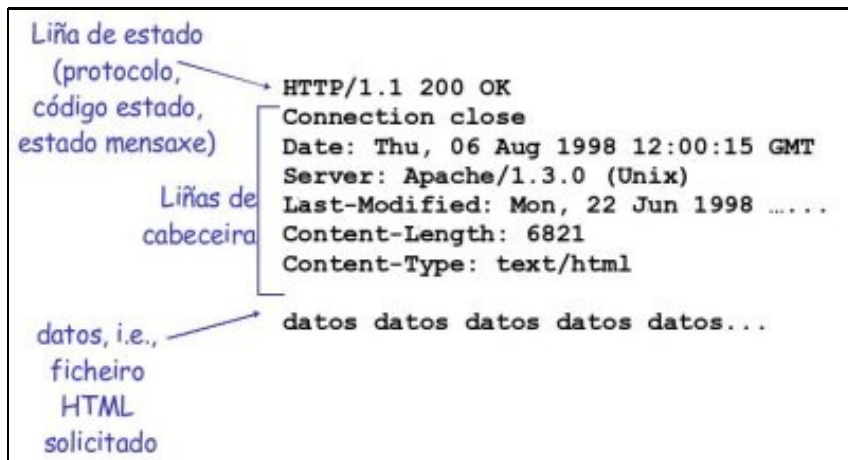 Liña de estado
(protocolo,
código estado,
estado mensaxe)
HTTP/1.1 200 OK
Connection close
Date: Thu, 06 Aug 1998 12:00:15 GMT
Server: Apache/1.3.0 (Unix)
Last-Modified: Mon, 22 Jun 1998 …...
Content-Length: 6821
Content-Type: text/html
Liñas de
cabeceira
datos datos datos datos datos...
datos, i.e.,
ficheiro
HTML
solicitado